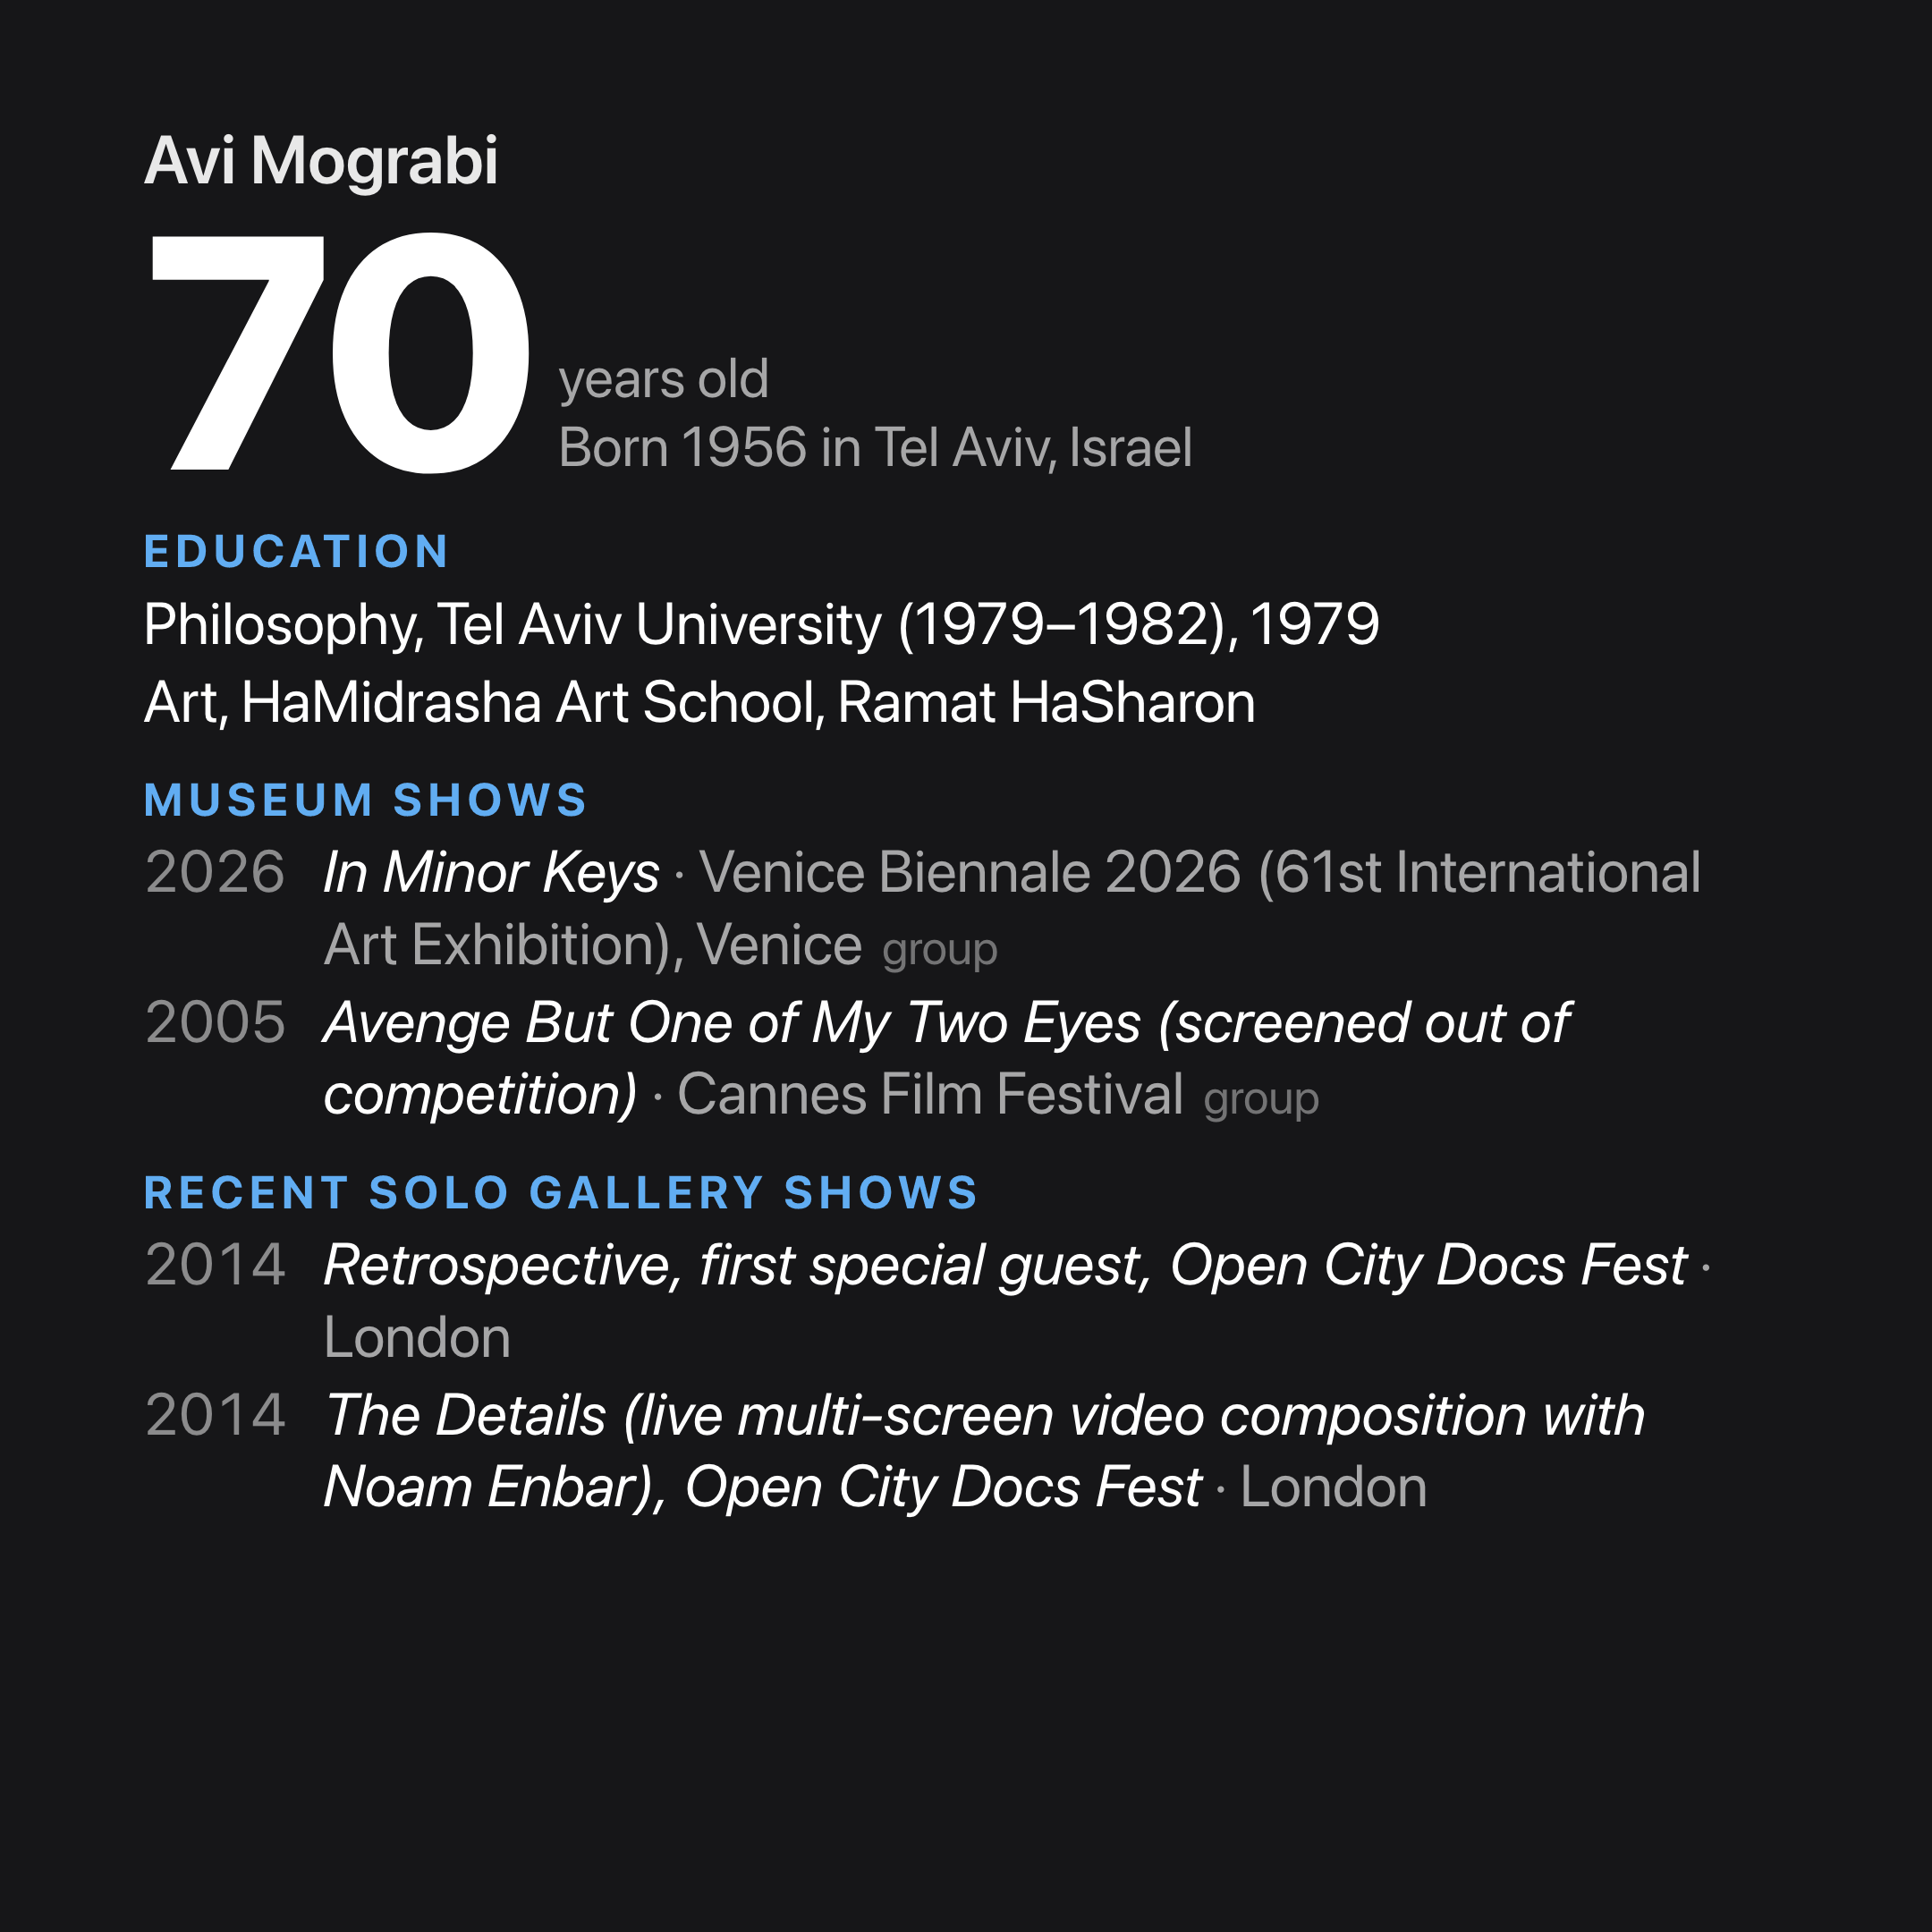 Avi Mograbi
70 years old
Born 1956 in Tel Aviv, Israel
EDUCATION
Philosophy, Tel Aviv University (1979–1982), 1979
Art, HaMidrasha Art School, Ramat HaSharon
MUSEUM SHOWS
2026 In Minor Keys · Venice Biennale 2026 (61st International
Art Exhibition), Venice group
2005 Avenge But One of My Two Eyes (screened out of
competition) · Cannes Film Festival group
RECENT SOLO GALLERY SHOWS
2014 Retrospective, first special guest, Open City Docs Fest ·
London
2014 The Details (live multi-screen video composition with
Noam Enbar), Open City Docs Fest · London